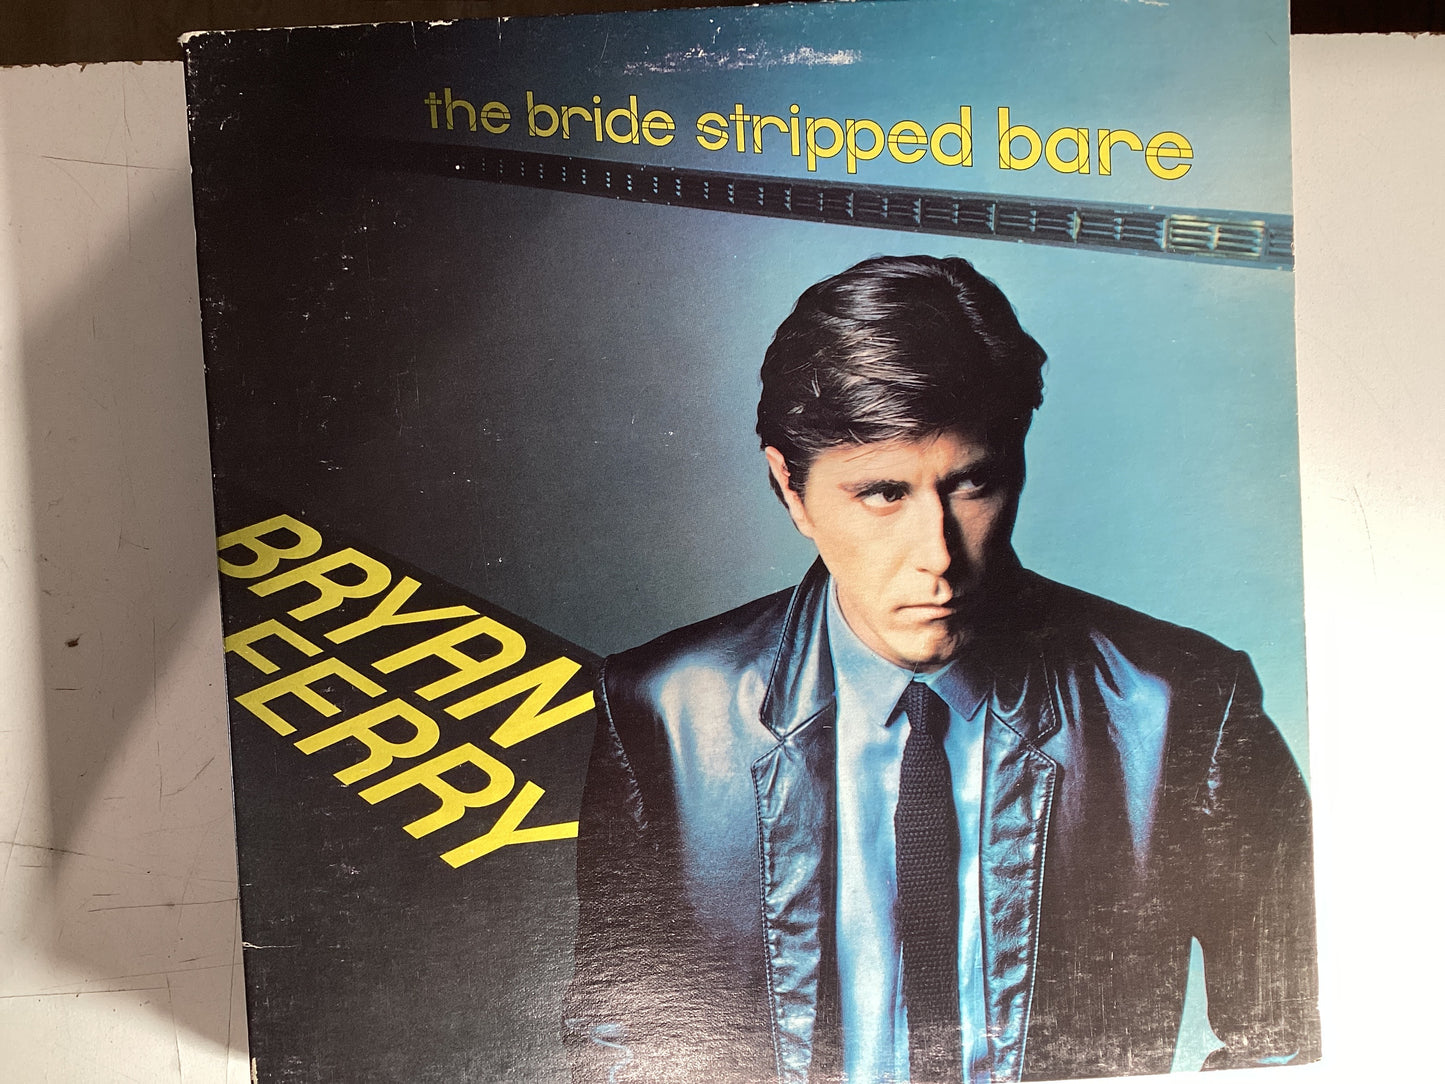 the bride stripped bare
BRYAN
FERRY